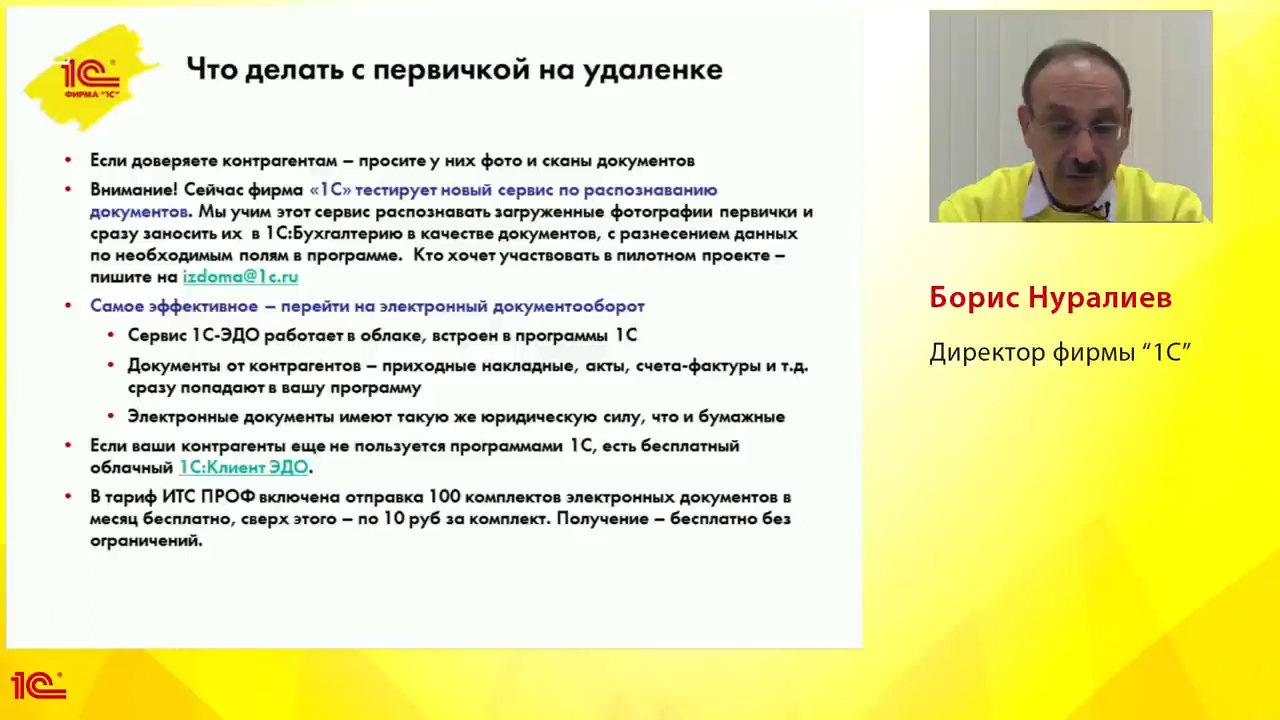 1С
ФИРМА "1С"
Что делать с первичкой на удаленке
• Если доверяете контрагентам – просите у них фото и сканы документов
• Внимание! Сейчас фирма «1С» тестирует новый сервис по распознаванию
документов. Мы учим этот сервис распознавать загруженные фотографии первички и
сразу заносить их в 1С:Бухгалтерию в качестве документов, с разнесением данных
по необходимым полям в программе. Кто хочет участвовать в пилотном проекте –
пишите на izdoma@1c.ru
• Самое эффективное – перейти на электронный документооборот
• Сервис 1С-ЭДО работает в облаке, встроен в программы 1С
• Документы от контрагентов – приходные накладные, акты, счета-фактуры и т.д.
сразу попадают в вашу программу
• Электронные документы имеют такую же юридическую силу, что и бумажные
• Если ваши контрагенты еще не пользуется программами 1С, есть бесплатный
облачный 1С:Клиент ЭДО.
• В тариф ИТС ПРОФ включена отправка 100 комплектов электронных документов в
месяц бесплатно, сверх этого – по 10 руб за комплект. Получение – бесплатно без
ограничений.
Борис Нуралиев
Директор фирмы “1С”
1С